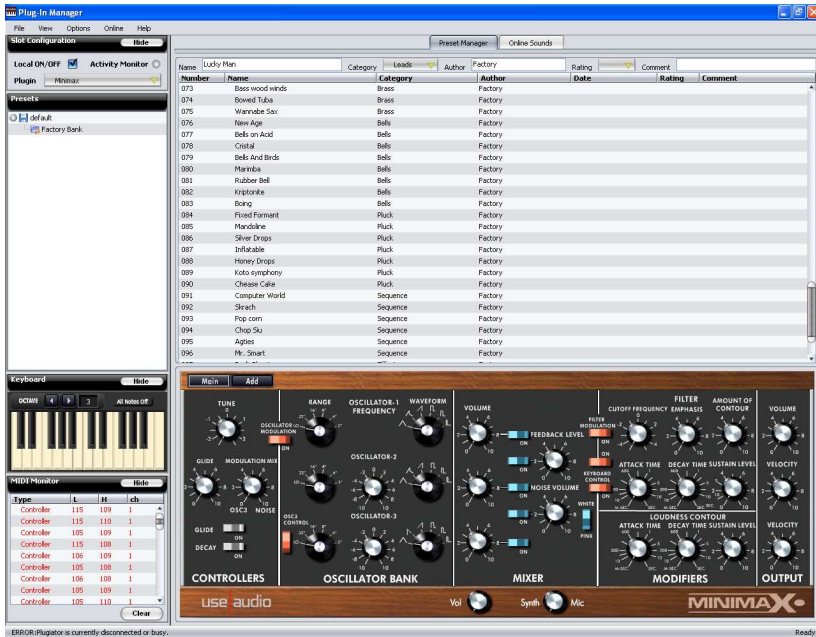 Plug-In Manager
File View Options Online Help
Slot Configuration Hide
Local ON/OFF Activity Monitor
Plugin Minimax
Presets
default
Factory Bank
Preset Manager Online Sounds
Name Lucky Man Category Leads Author Factory Rating Comment
Number Name Category Author Date Rating Comment
073 Bass wood winds Brass Factory
074 Bowed Tuba Brass Factory
075 Wannabe Sax Brass Factory
076 New Age Bells Factory
077 Bells on Acid Bells Factory
078 Cristal Bells Factory
079 Bells And Birds Bells Factory
080 Marimba Bells Factory
081 Rubber Bell Bells Factory
082 Kriptonite Bells Factory
083 Boing Bells Factory
084 Fixed Formant Pluck Factory
085 Mandoline Pluck Factory
086 Silver Drops Pluck Factory
087 Inflatable Pluck Factory
088 Honey Drops Pluck Factory
089 Koto symphony Pluck Factory
090 Chease Cake Pluck Factory
091 Computer World Sequence Factory
092 Skrach Sequence Factory
093 Pop corn Sequence Factory
094 Chop Siu Sequence Factory
095 Agties Sequence Factory
096 Mr. Smart Sequence Factory
Keyboard Hide
OCTAVE 3 All Notes Off
MIDI Monitor Hide
Type L H ch
Controller 115 109 1
Controller 115 110 1
Controller 105 109 1
Controller 115 108 1
Controller 106 109 1
Controller 105 108 1
Controller 106 108 1
Controller 105 109 1
Controller 105 110 1
Clear
Main Add
TUNE
GLIDE MODULATION MIX
OSC3 NOISE
GLIDE ON
DECAY ON
CONTROLLERS
OSCILLATOR MODULATION ON
OSC3 CONTROL ON
RANGE OSCILLATOR-1 FREQUENCY WAVEFORM
OSCILLATOR-2
OSCILLATOR-3
OSCILLATOR BANK
VOLUME
ON FEEDBACK LEVEL
ON
ON NOISE VOLUME
ON WHITE PINK
ON
MIXER
FILTER
FILTER MODULATION ON
KEYBOARD CONTROL ON
CUTOFF FREQUENCY EMPHASIS AMOUNT OF CONTOUR
ATTACK TIME DECAY TIME SUSTAIN LEVEL
LOUDNESS CONTOUR
ATTACK TIME DECAY TIME SUSTAIN LEVEL
MODIFIERS
VOLUME
VELOCITY
VELOCITY
OUTPUT
use audio Vol Synth Mic MINIMAX
ERROR:Plugiator is currently disconnected or busy. Ready